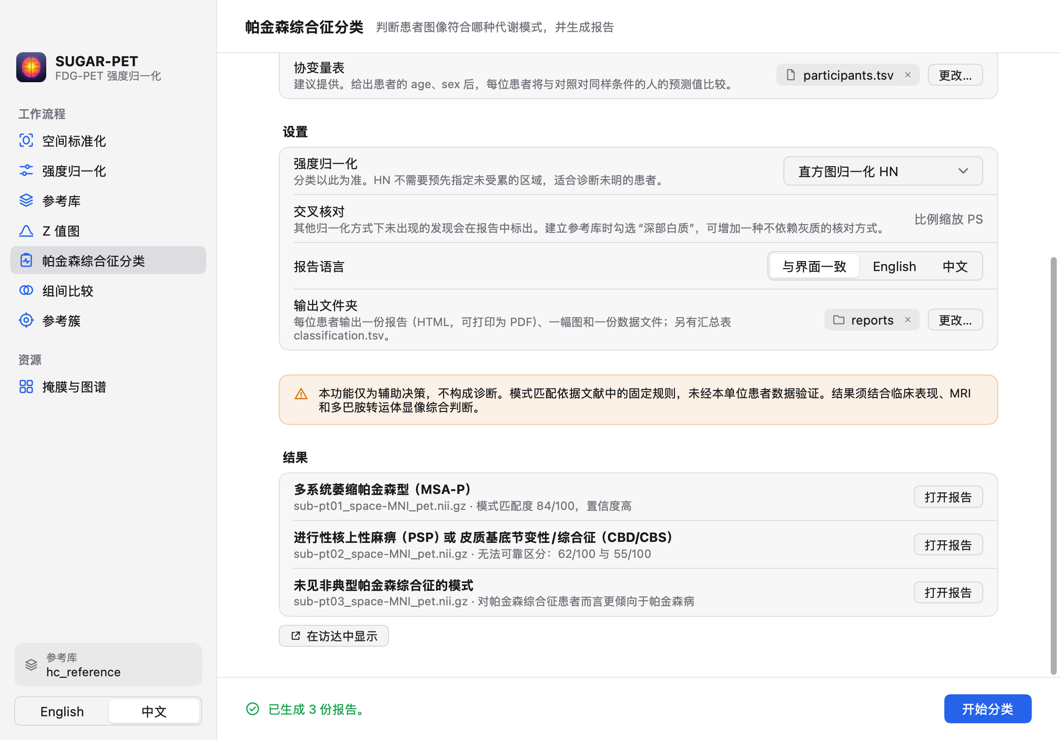 SUGAR-PET
FDG-PET 强度归一化
工作流程
空间标准化
强度归一化
参考库
Z 值图
帕金森综合征分类
组间比较
参考簇
资源
掩膜与图谱
参考库
hc_reference
English
中文
帕金森综合征分类
判断患者图像符合哪种代谢模式，并生成报告
协变量表
建议提供。给出患者的 age、sex 后，每位患者将与对照对同样条件的人的预测值比较。
participants.tsv ×
更改...
设置
强度归一化
分类以此为准。HN 不需要预先指定未受累的区域，适合诊断未明的患者。
直方图归一化 HN
交叉核对
其他归一化方式下未出现的发现会在报告中标出。建立参考库时勾选“深部白质”，可增加一种不依赖灰质的核对方式。
比例缩放 PS
报告语言
与界面一致
English
中文
输出文件夹
每位患者输出一份报告（HTML，可打印为 PDF）、一幅图和一份数据文件；另有汇总表
classification.tsv。
reports ×
更改...
本功能仅为辅助决策，不构成诊断。模式匹配依据文献中的固定规则，未经本单位患者数据验证。结果须结合临床表现、MRI
和多巴胺转运体显像综合判断。
结果
多系统萎缩帕金森型（MSA-P）
sub-pt01_space-MNI_pet.nii.gz · 模式匹配度 84/100，置信度高
打开报告
进行性核上性麻痹（PSP）或 皮质基底节变性/综合征（CBD/CBS）
sub-pt02_space-MNI_pet.nii.gz · 无法可靠区分：62/100 与 55/100
打开报告
未见非典型帕金森综合征的模式
sub-pt03_space-MNI_pet.nii.gz · 对帕金森综合征患者而言更倾向于帕金森病
打开报告
在访达中显示
已生成 3 份报告。
开始分类